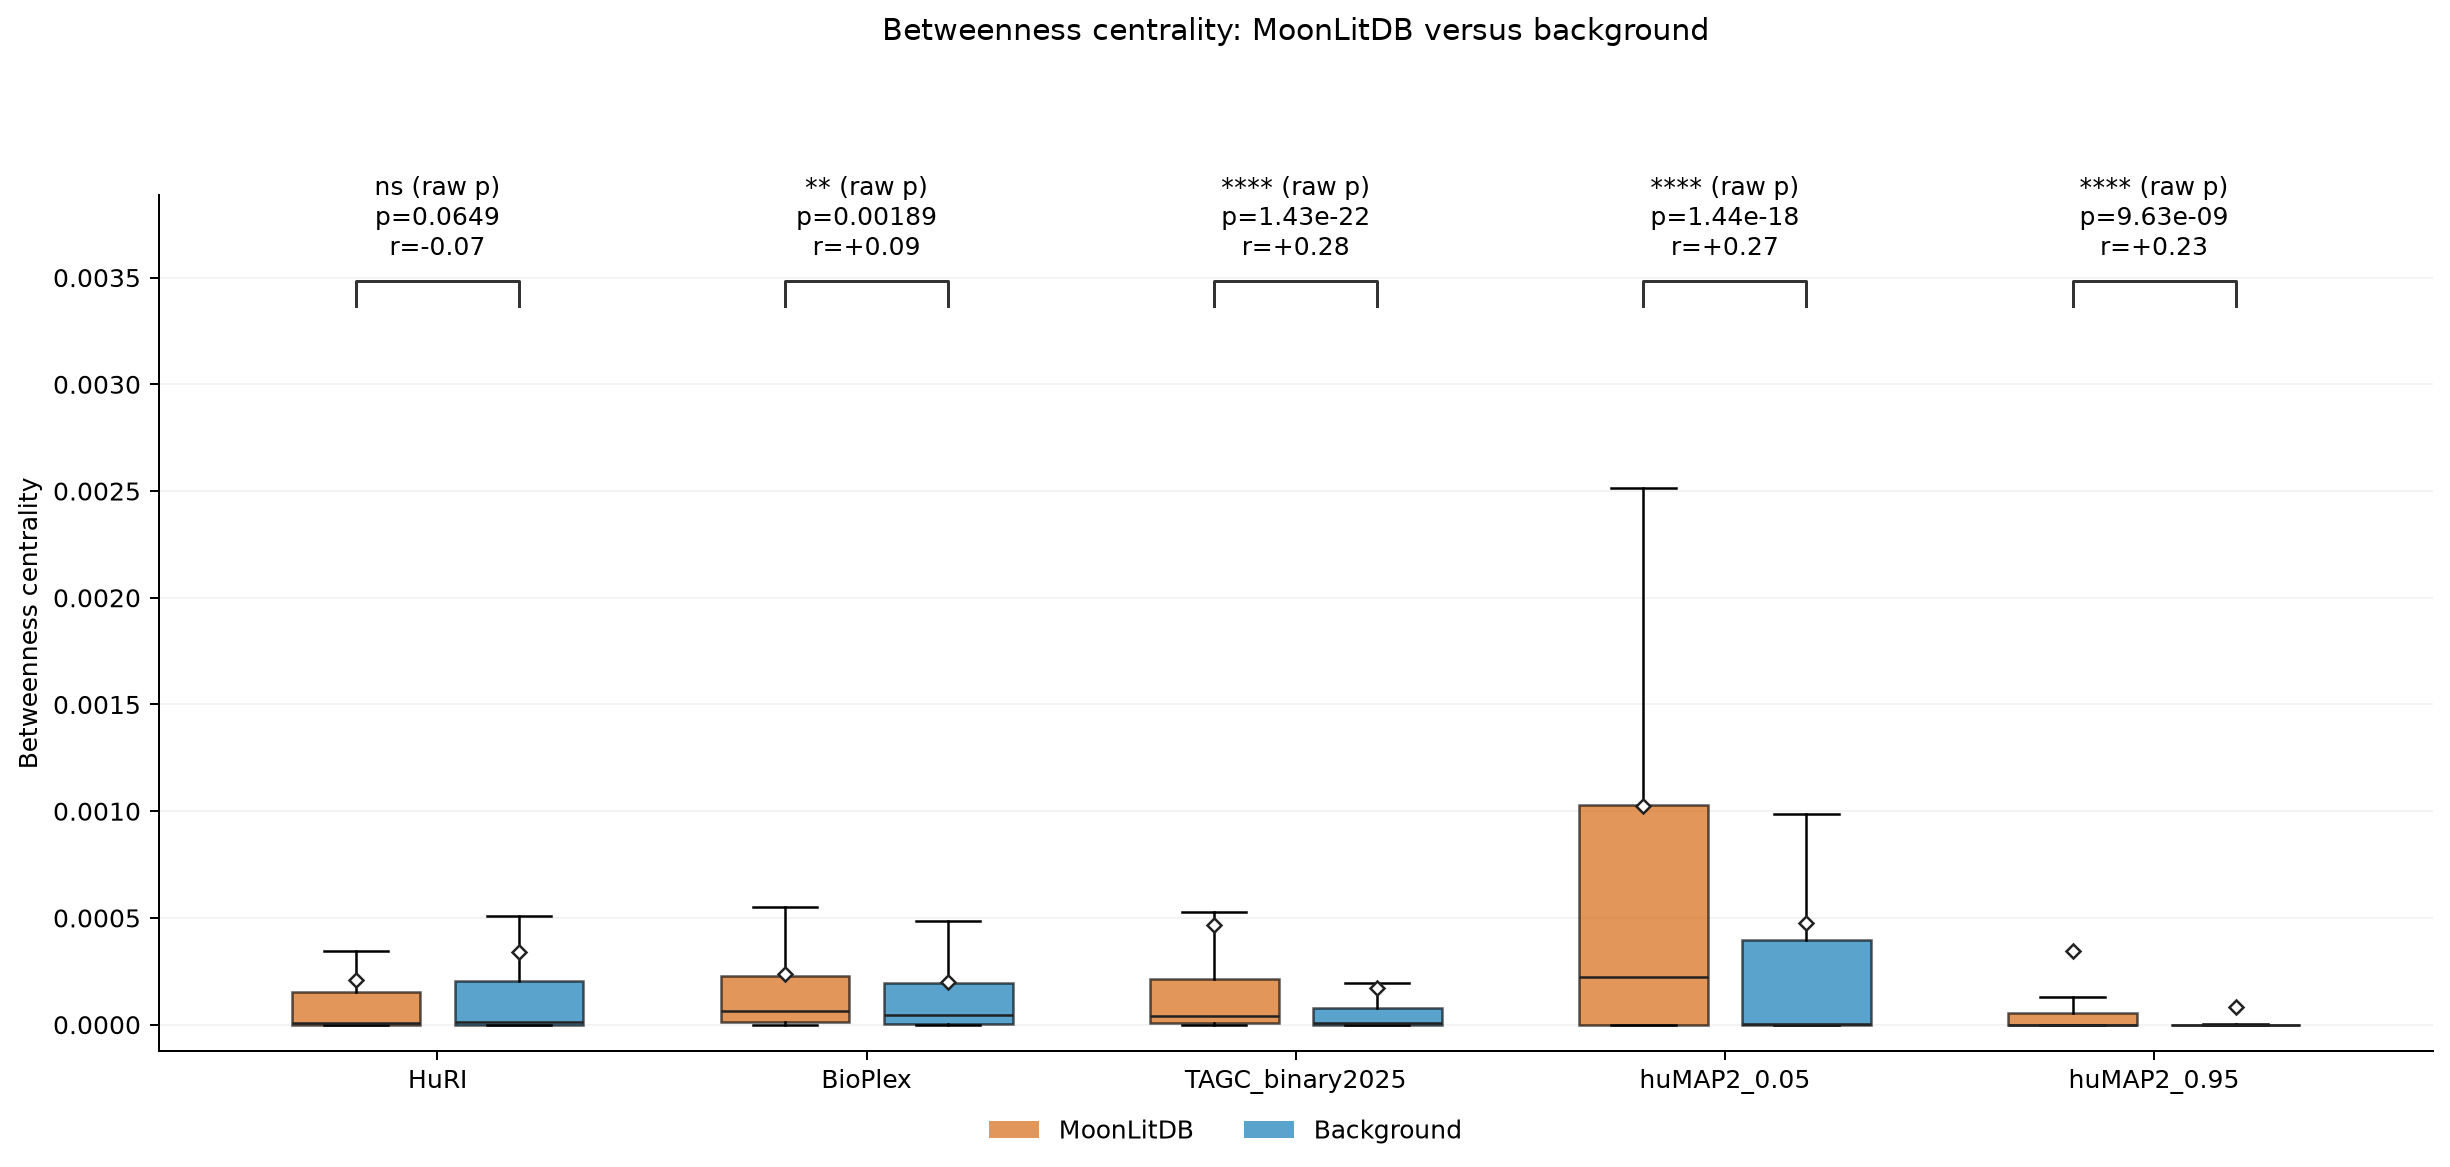 Betweenness centrality: MoonLitDB versus background
ns (raw p)
p=0.0649
r=-0.07
** (raw p)
p=0.00189
r=+0.09
**** (raw p)
p=1.43e-22
r=+0.28
**** (raw p)
p=1.44e-18
r=+0.27
**** (raw p)
p=9.63e-09
r=+0.23
Betweenness centrality
0.0035
0.0030
0.0025
0.0020
0.0015
0.0010
0.0005
0.0000
HuRI
BioPlex
TAGC_binary2025
huMAP2_0.05
huMAP2_0.95
MoonLitDB
Background